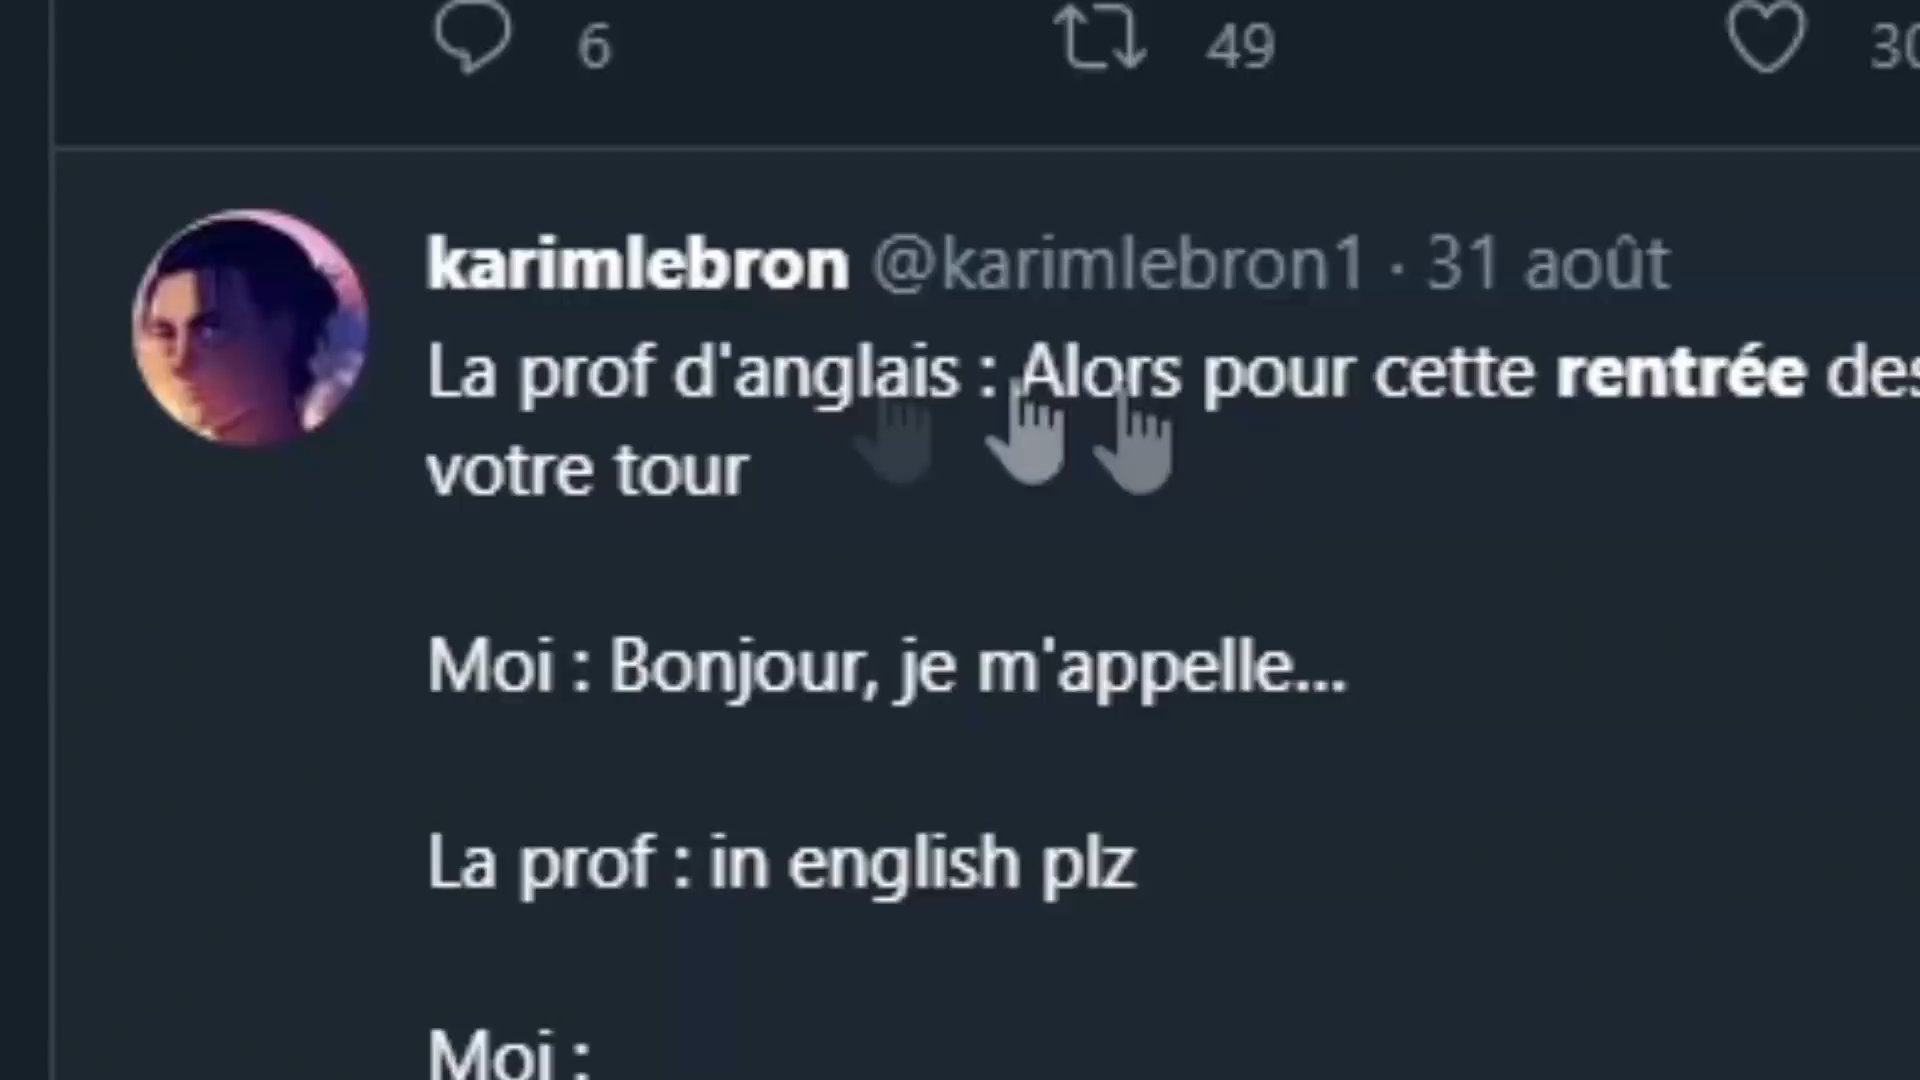 6 49
karimlebron @karimlebron1 · 31 août
La prof d'anglais : Alors pour cette rentrée
votre tour
Moi : Bonjour, je m'appelle...
La prof : in english plz
Moi :